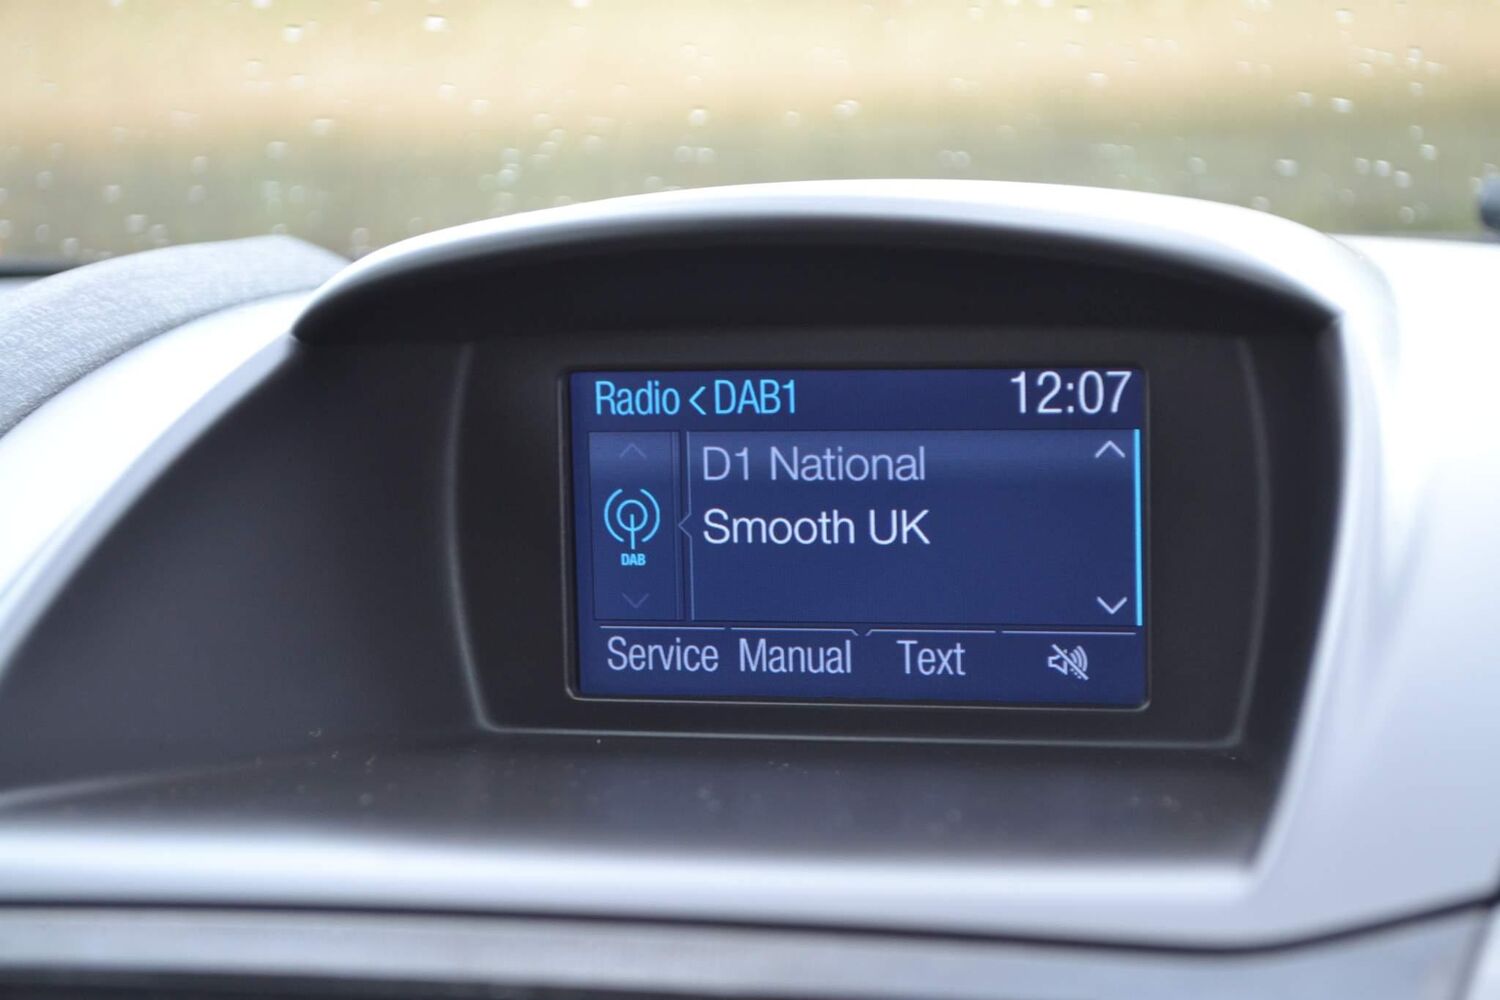 Radio < DAB1 12:07
D1 National
Smooth UK
DAB
Service Manual Text